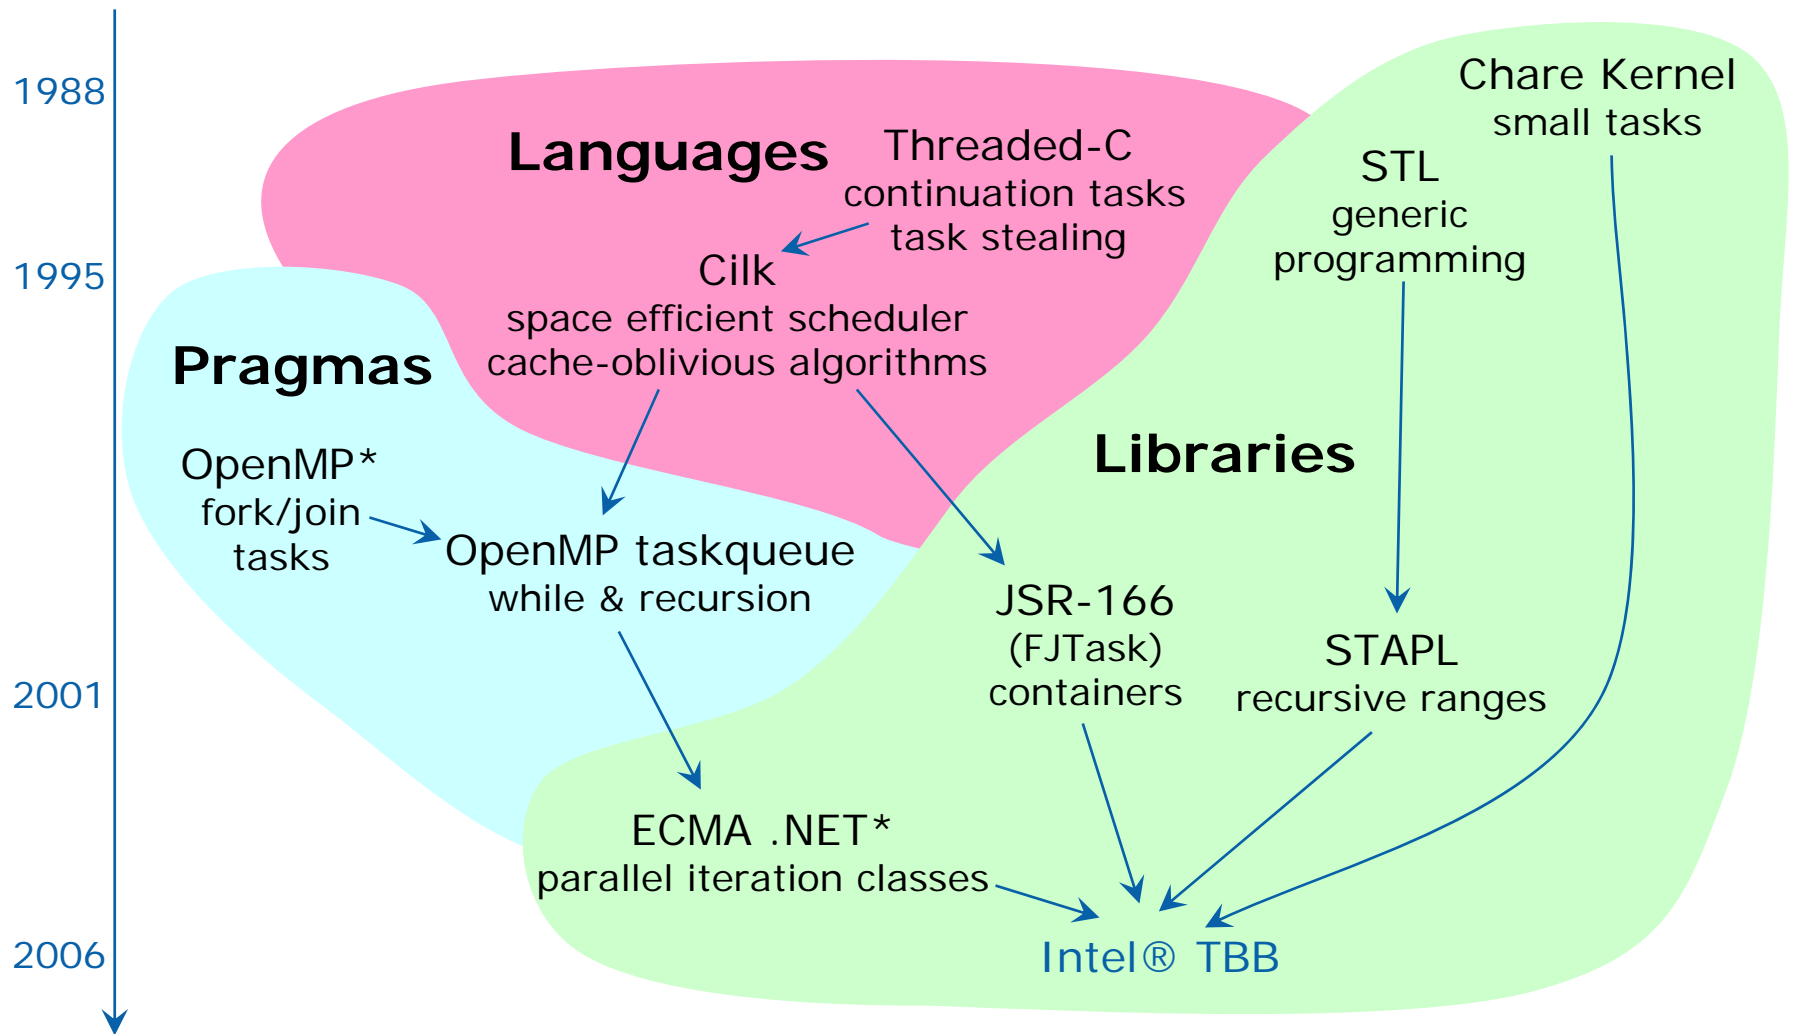 1988
1995
2001
2006
Languages
Threaded-C
continuation tasks
task stealing
Cilk
space efficient scheduler
cache-oblivious algorithms
Pragmas
OpenMP*
fork/join
tasks
OpenMP taskqueue
while & recursion
Libraries
Chare Kernel
small tasks
STL
generic
programming
JSR-166
(FJTask)
containers
STAPL
recursive ranges
ECMA .NET*
parallel iteration classes
Intel® TBB